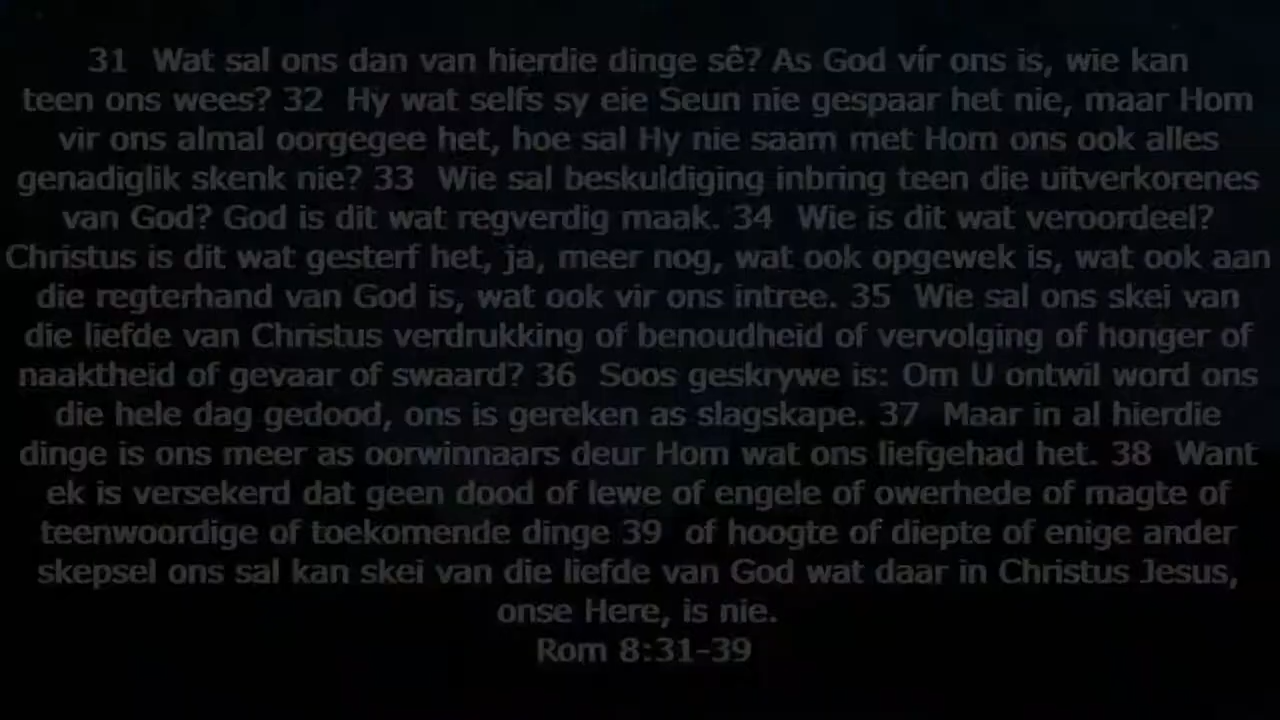 31  Wat sal ons dan van hierdie dinge sê? As God vír ons is, wie kan
teen ons wees? 32  Hy wat selfs sy eie Seun nie gespaar het nie, maar Hom
vir ons almal oorgegee het, hoe sal Hy nie saam met Hom ons ook alles
genadiglik skenk nie? 33  Wie sal beskuldiging inbring teen die uitverkorenes
van God? God is dit wat regverdig maak. 34  Wie is dit wat veroordeel?
Christus is dit wat gesterf het, ja, meer nog, wat ook opgewek is, wat ook aan
die regterhand van God is, wat ook vir ons intree. 35  Wie sal ons skei van
die liefde van Christus verdrukking of benoudheid of vervolging of honger of
naaktheid of gevaar of swaard? 36  Soos geskrywe is: Om U ontwil word ons
die hele dag gedood, ons is gereken as slagskape. 37  Maar in al hierdie
dinge is ons meer as oorwinnaars deur Hom wat ons liefgehad het. 38  Want
ek is versekerd dat geen dood of lewe of engele of owerhede of magte of
teenwoordige of toekomende dinge 39  of hoogte of diepte of enige ander
skepsel ons sal kan skei van die liefde van God wat daar in Christus Jesus,
onse Here, is nie.
Rom 8:31-39